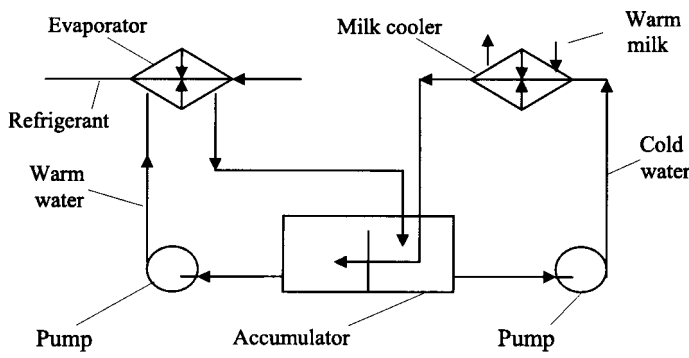 Evaporator
Milk cooler
Warm
milk
Refrigerant
Warm
water
Cold
water
Pump
Accumulator
Pump